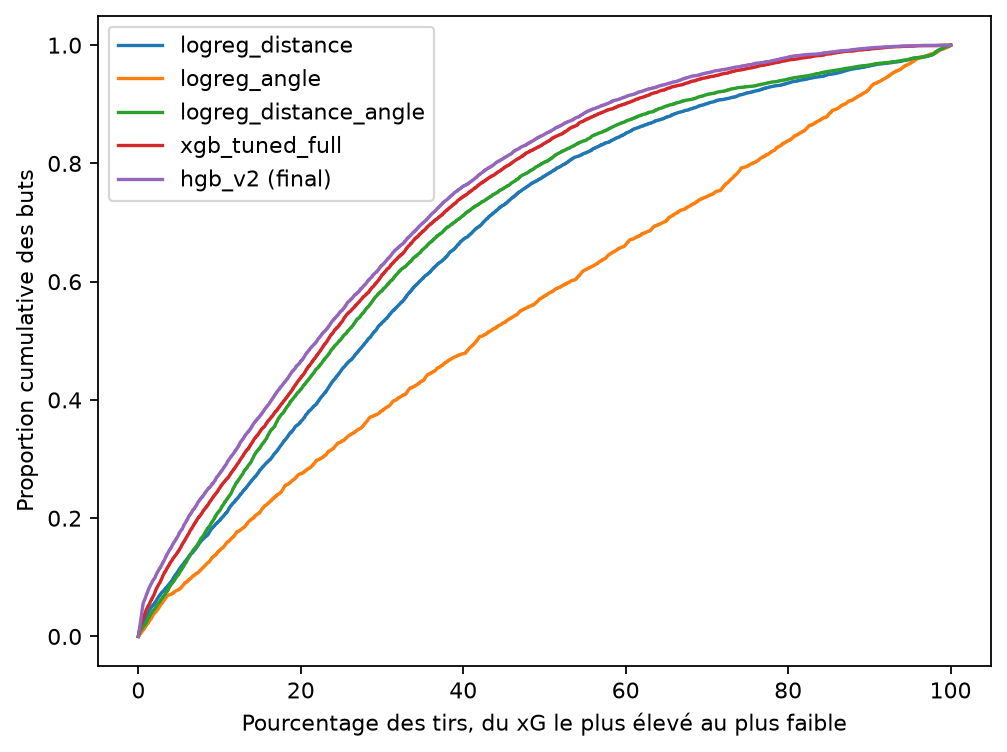 logreg_distance
logreg_angle
logreg_distance_angle
xgb_tuned_full
hgb_v2 (final)
Proportion cumulative des buts
1.0
0.8
0.6
0.4
0.2
0.0
0 20 40 60 80 100
Pourcentage des tirs, du xG le plus élevé au plus faible